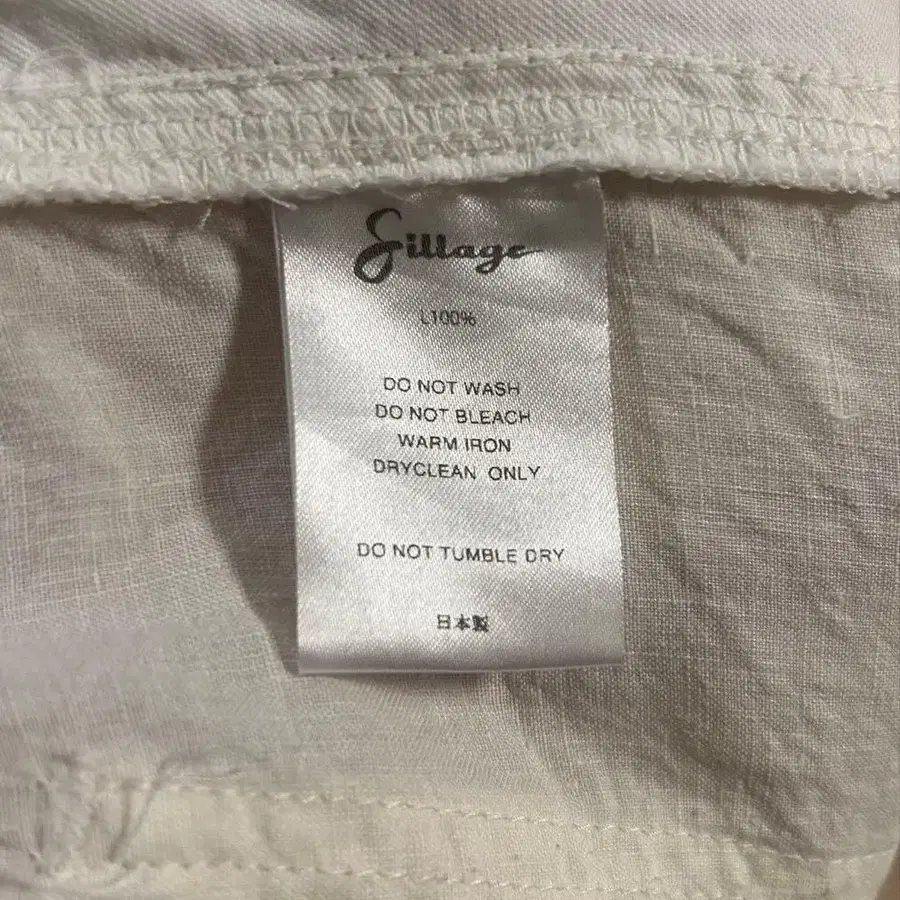 Sillage
L100%
DO NOT WASH
DO NOT BLEACH
WARM IRON
DRYCLEAN ONLY
DO NOT TUMBLE DRY
日本製